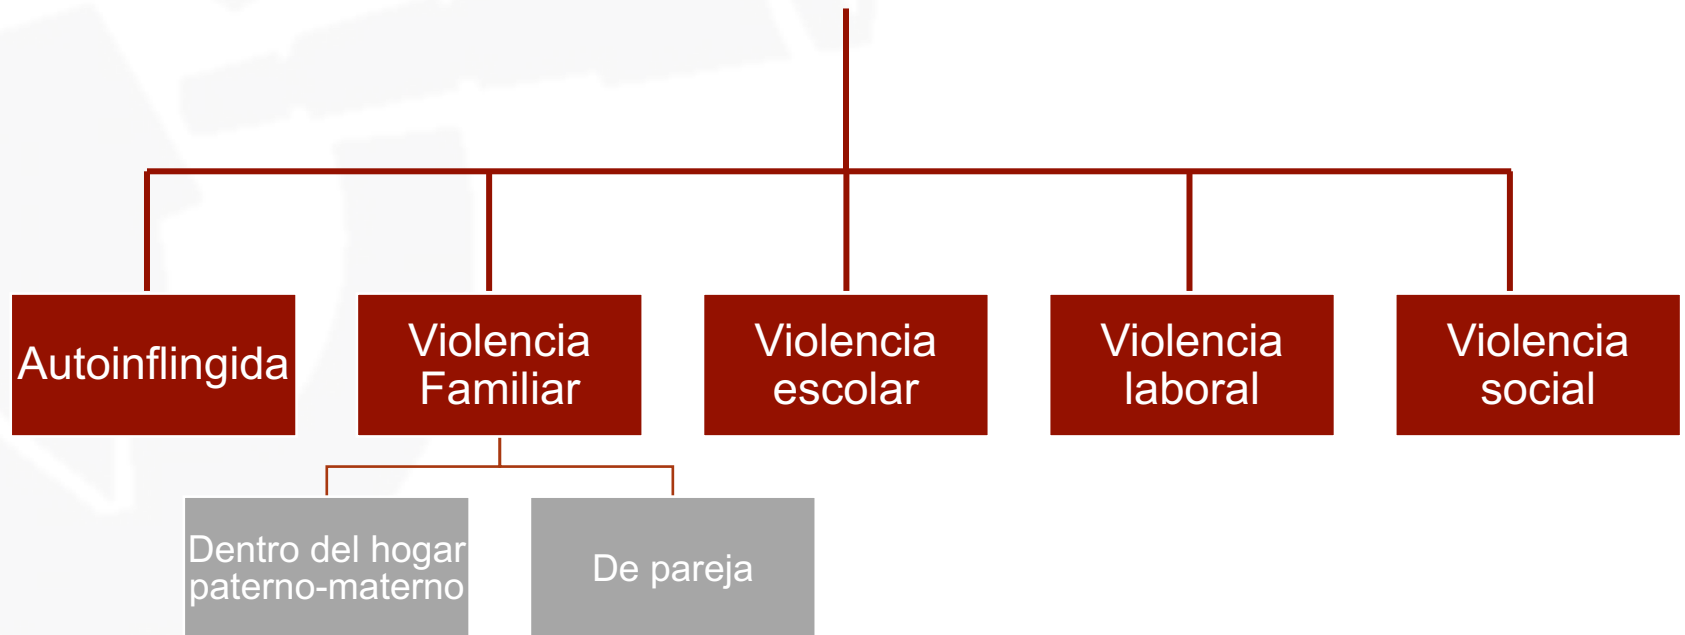 Autoinflingida
Violencia
Familiar
Violencia
escolar
Violencia
laboral
Violencia
social
Dentro del hogar
paterno-materno
De pareja